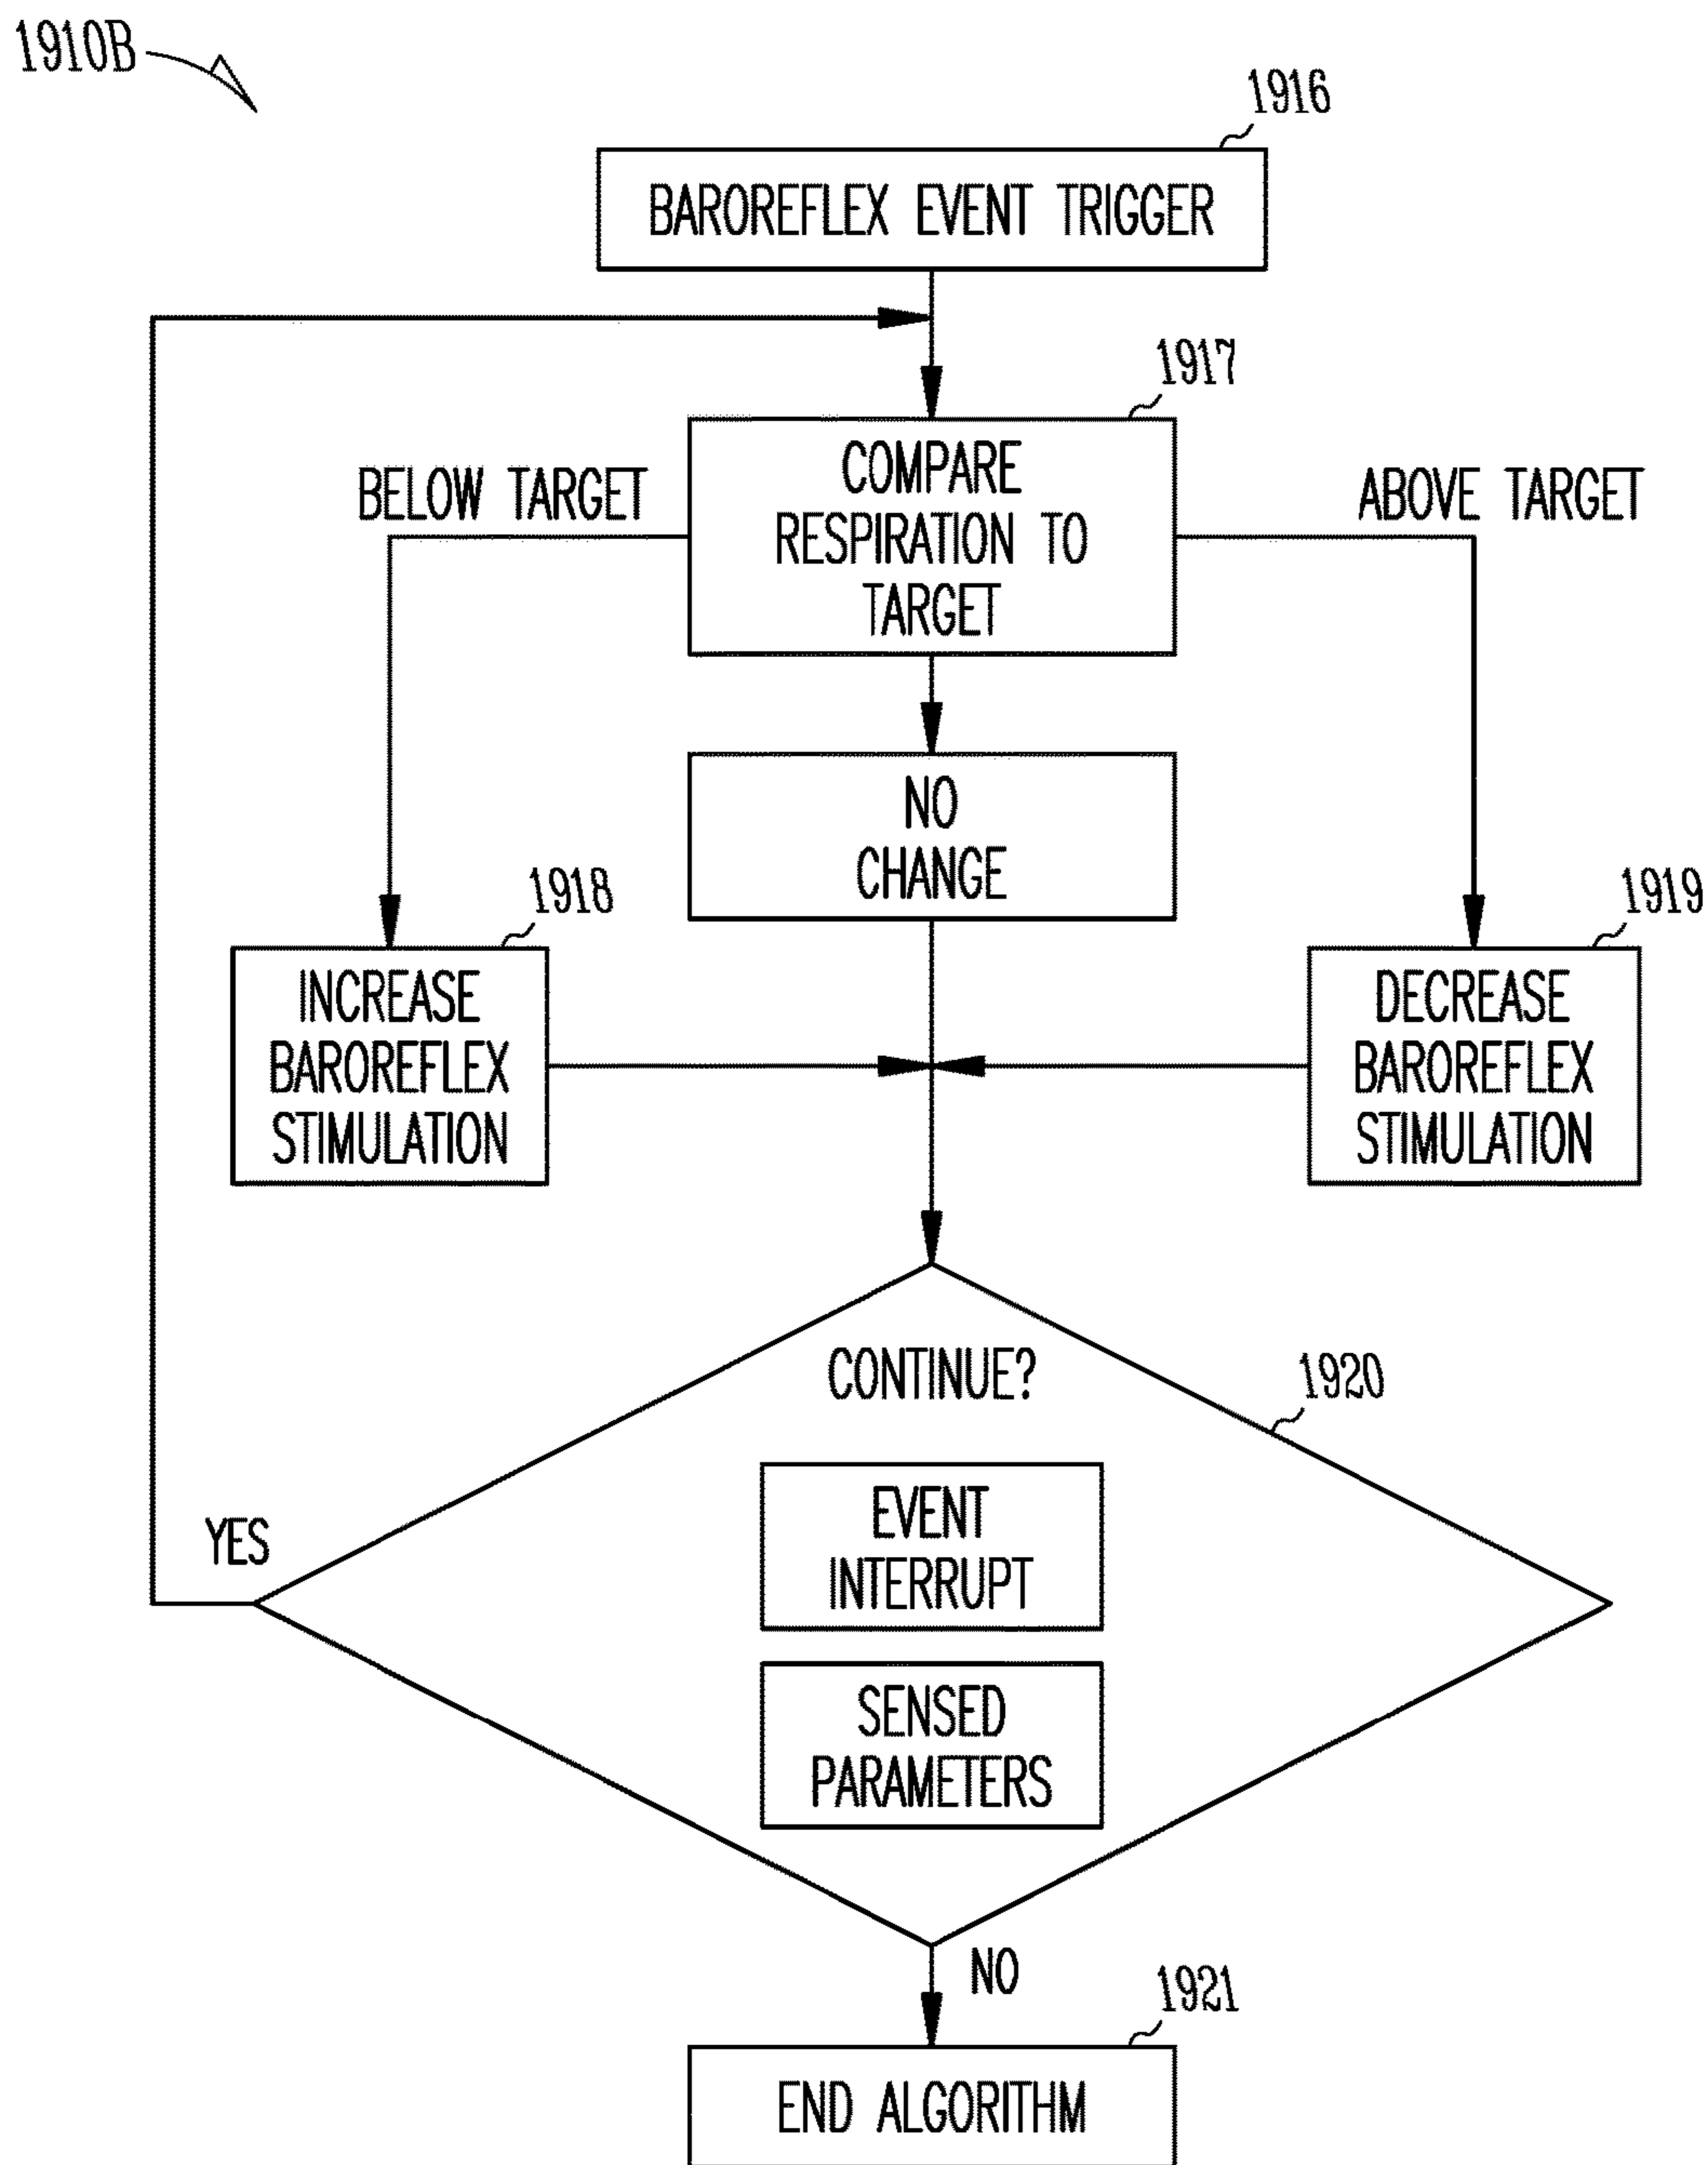 1910B
1916
BAROREFLEX EVENT TRIGGER
1917
COMPARE
RESPIRATION TO
TARGET
BELOW TARGET
ABOVE TARGET
NO
CHANGE
1918
INCREASE
BAROREFLEX
STIMULATION
1919
DECREASE
BAROREFLEX
STIMULATION
CONTINUE?
1920
EVENT
INTERRUPT
YES
SENSED
PARAMETERS
NO
1921
END ALGORITHM